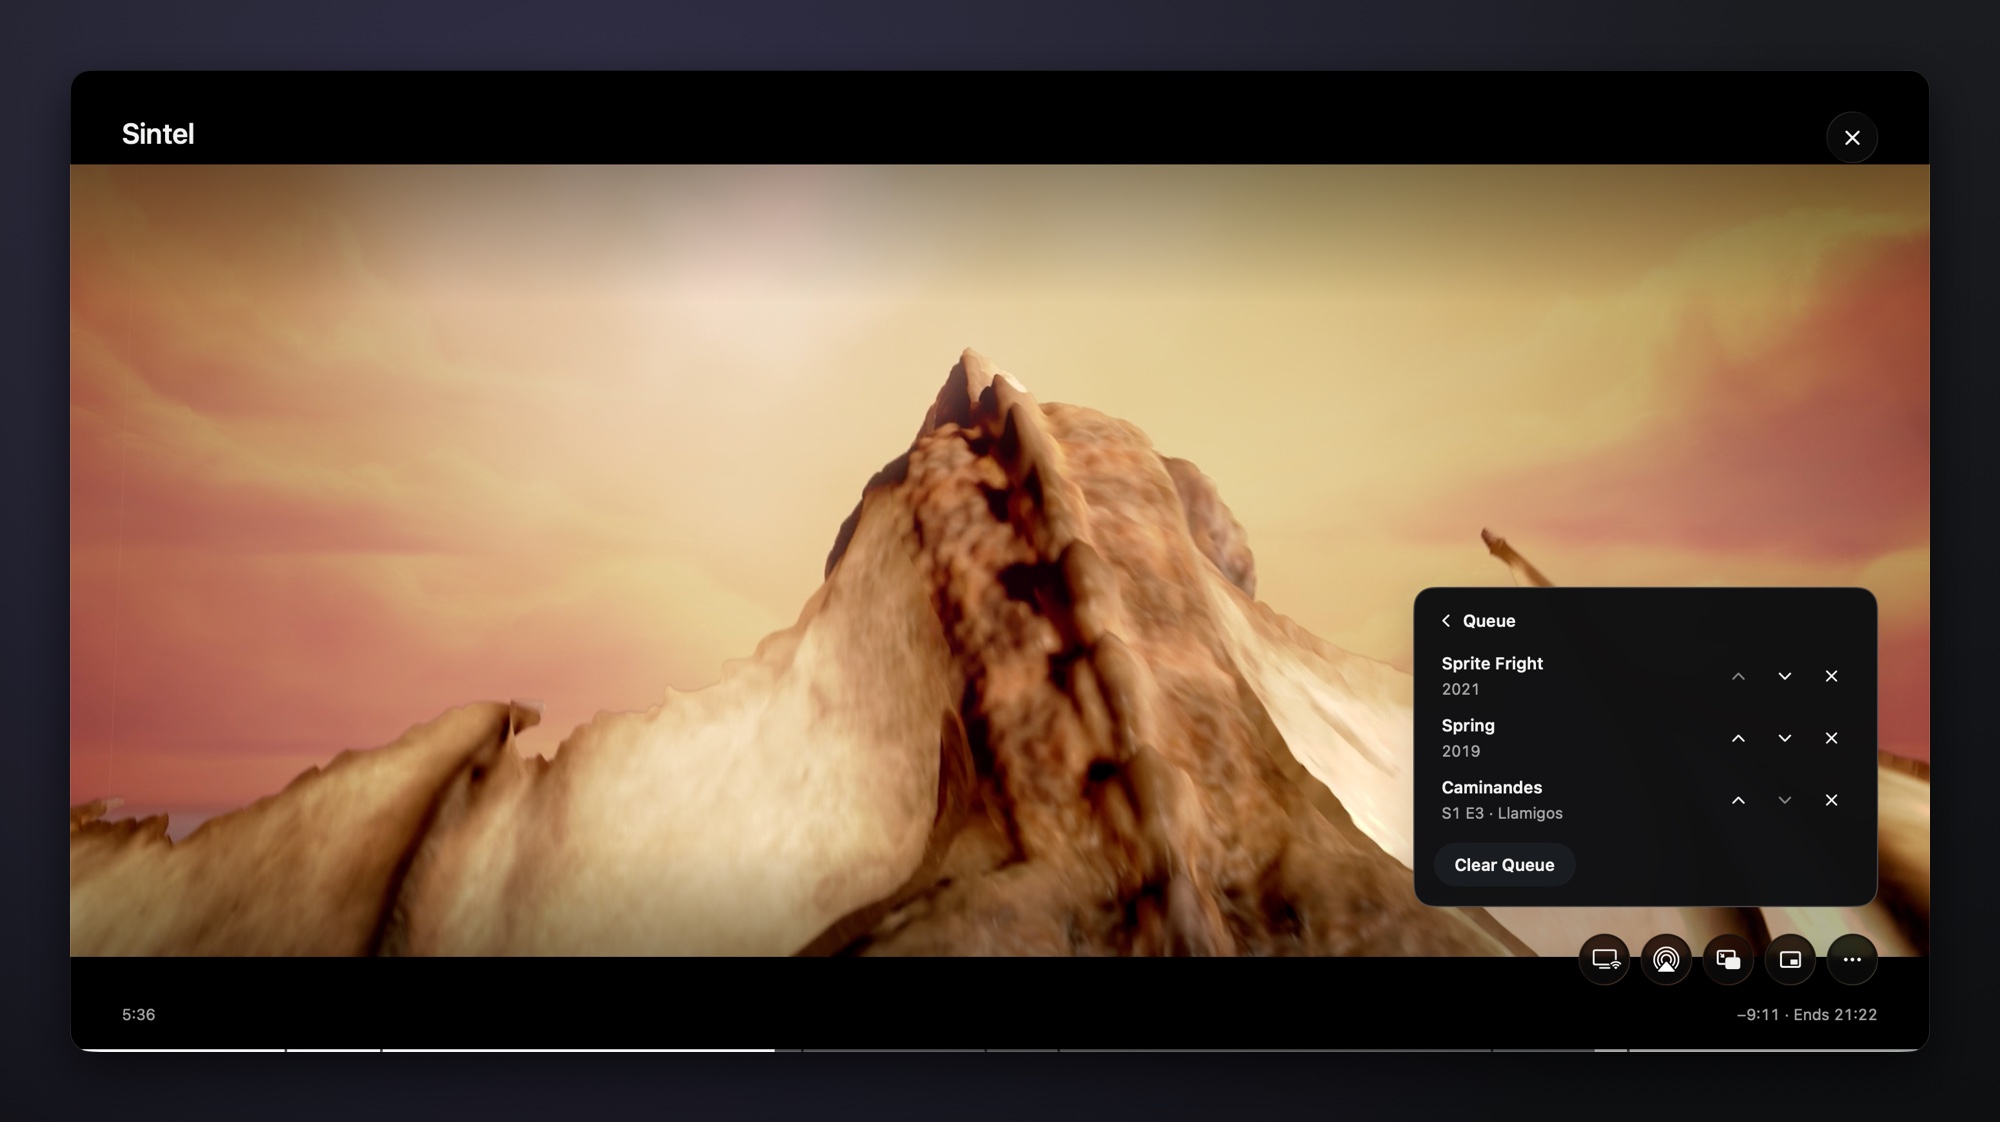 Sintel
Queue
Sprite Fright
2021
Spring
2019
Caminandes
S1 E3 · Llamigos
Clear Queue
5:36
−9:11 · Ends 21:22